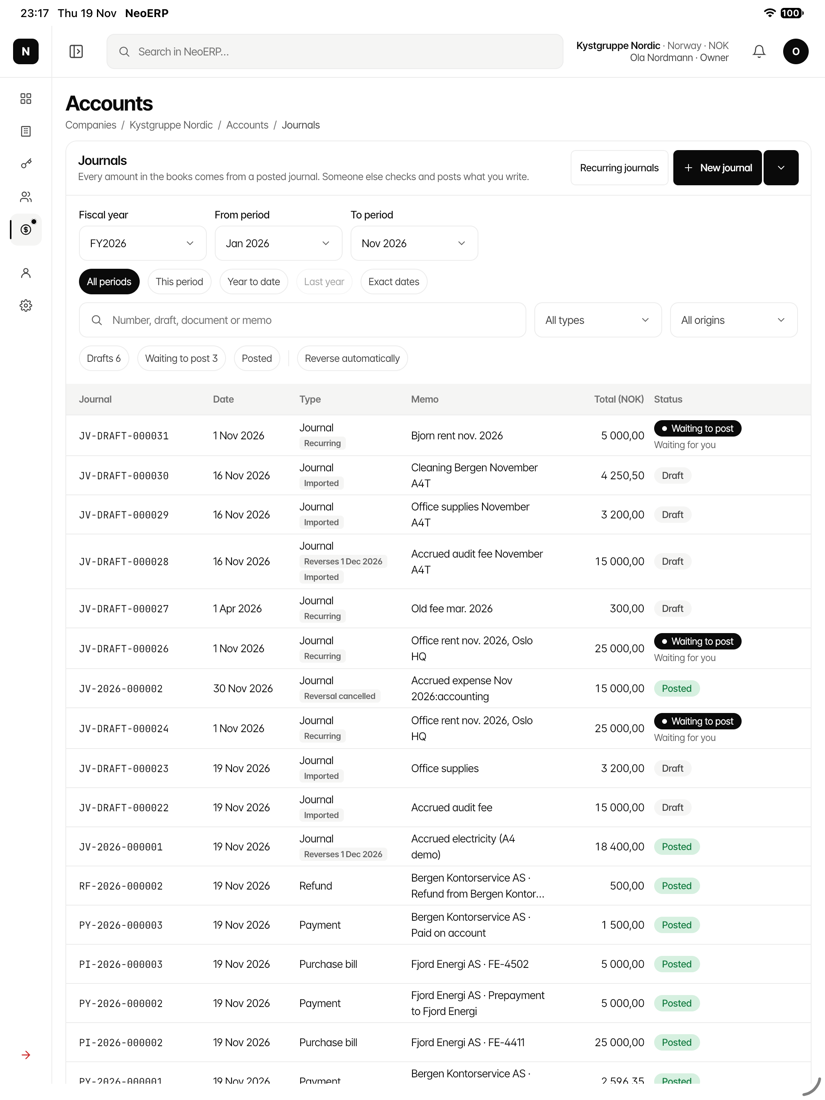 23:17 Thu 19 Nov NeoERP
100
N
Search in NeoERP...
Kystgruppe Nordic · Norway · NOK
Ola Nordmann · Owner
O
Accounts
Companies / Kystgruppe Nordic / Accounts / Journals
Journals
Every amount in the books comes from a posted journal. Someone else checks and posts what you write.
Recurring journals
+ New journal
Fiscal year
From period
To period
FY2026
Jan 2026
Nov 2026
All periods
This period
Year to date
Last year
Exact dates
Number, draft, document or memo
All types
All origins
Drafts 6
Waiting to post 3
Posted
Reverse automatically
Journal Date Type Memo Total (NOK) Status
JV-DRAFT-000031 1 Nov 2026 Journal Bjorn rent nov. 2026 5 000,00 Waiting to post
Recurring Waiting for you
JV-DRAFT-000030 16 Nov 2026 Journal Cleaning Bergen November 4 250,50 Draft
Imported A4T
JV-DRAFT-000029 16 Nov 2026 Journal Office supplies November 3 200,00 Draft
Imported A4T
JV-DRAFT-000028 16 Nov 2026 Journal Accrued audit fee November 15 000,00 Draft
Reverses 1 Dec 2026 A4T
Imported
JV-DRAFT-000027 1 Apr 2026 Journal Old fee mar. 2026 300,00 Draft
Recurring
JV-DRAFT-000026 1 Nov 2026 Journal Office rent nov. 2026, Oslo 25 000,00 Waiting to post
Recurring HQ Waiting for you
JV-2026-000002 30 Nov 2026 Journal Accrued expense Nov 15 000,00 Posted
Reversal cancelled 2026:accounting
JV-DRAFT-000024 1 Nov 2026 Journal Office rent nov. 2026, Oslo 25 000,00 Waiting to post
Recurring HQ Waiting for you
JV-DRAFT-000023 19 Nov 2026 Journal Office supplies 3 200,00 Draft
Imported
JV-DRAFT-000022 19 Nov 2026 Journal Accrued audit fee 15 000,00 Draft
Imported
JV-2026-000001 19 Nov 2026 Journal Accrued electricity (A4 18 400,00 Posted
Reverses 1 Dec 2026 demo)
RF-2026-000002 19 Nov 2026 Refund Bergen Kontorservice AS · 500,00 Posted
Refund from Bergen Kontor...
PY-2026-000003 19 Nov 2026 Payment Bergen Kontorservice AS · 1 500,00 Posted
Paid on account
PI-2026-000003 19 Nov 2026 Purchase bill Fjord Energi AS · FE-4502 5 000,00 Posted
PY-2026-000002 19 Nov 2026 Payment Fjord Energi AS · Prepayment 5 000,00 Posted
to Fjord Energi
PI-2026-000002 19 Nov 2026 Purchase bill Fjord Energi AS · FE-4411 25 000,00 Posted
PY-2026-000001 19 Nov 2026 Payment Bergen Kontorservice AS · 2 596,35 Posted